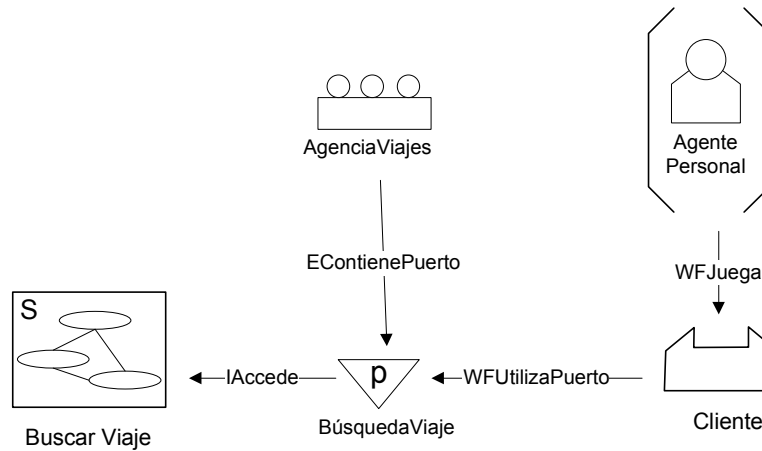 AgenciaViajes
Agente
Personal
EContienePuerto
WFJuega
S
p
IAccede
WFUtilizaPuerto
BúsquedaViaje
Buscar Viaje
Cliente